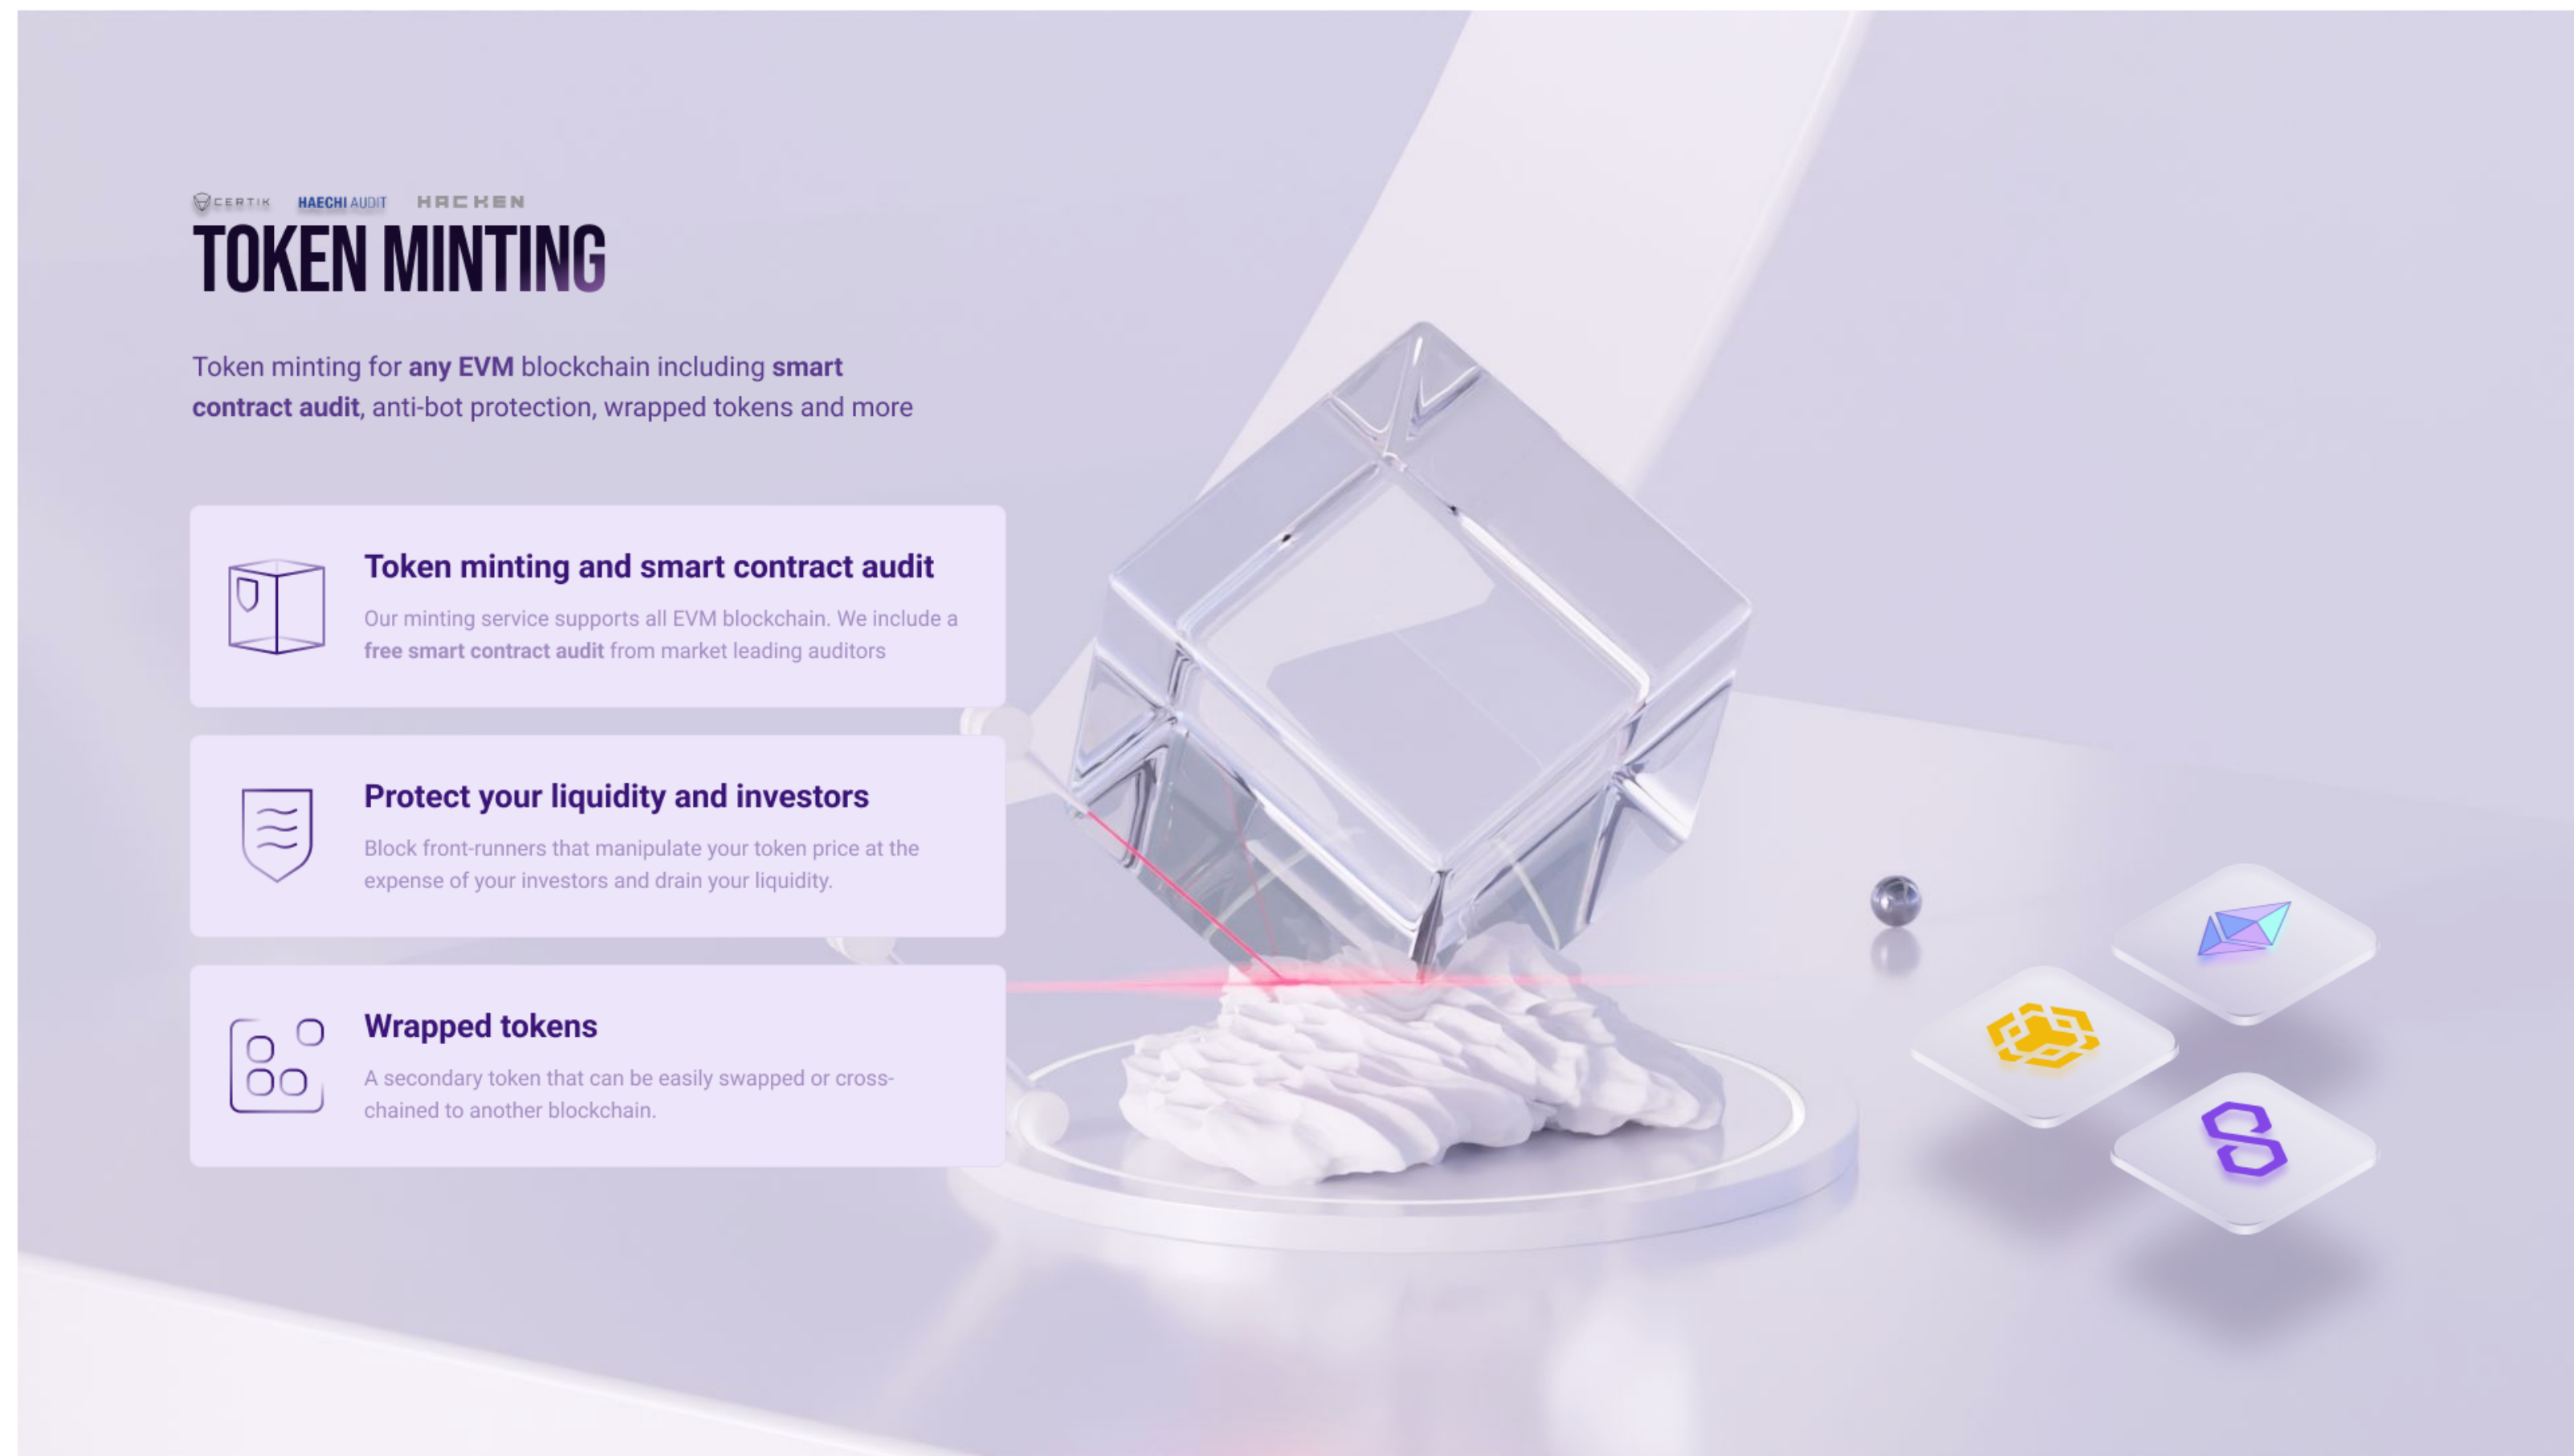 CERTIK HAECHI AUDIT HACKEN
TOKEN MINTING
Token minting for any EVM blockchain including smart
contract audit, anti-bot protection, wrapped tokens and more
Token minting and smart contract audit
Our minting service supports all EVM blockchain. We include a
free smart contract audit from market leading auditors
Protect your liquidity and investors
Block front-runners that manipulate your token price at the
expense of your investors and drain your liquidity.
Wrapped tokens
A secondary token that can be easily swapped or cross-
chained to another blockchain.